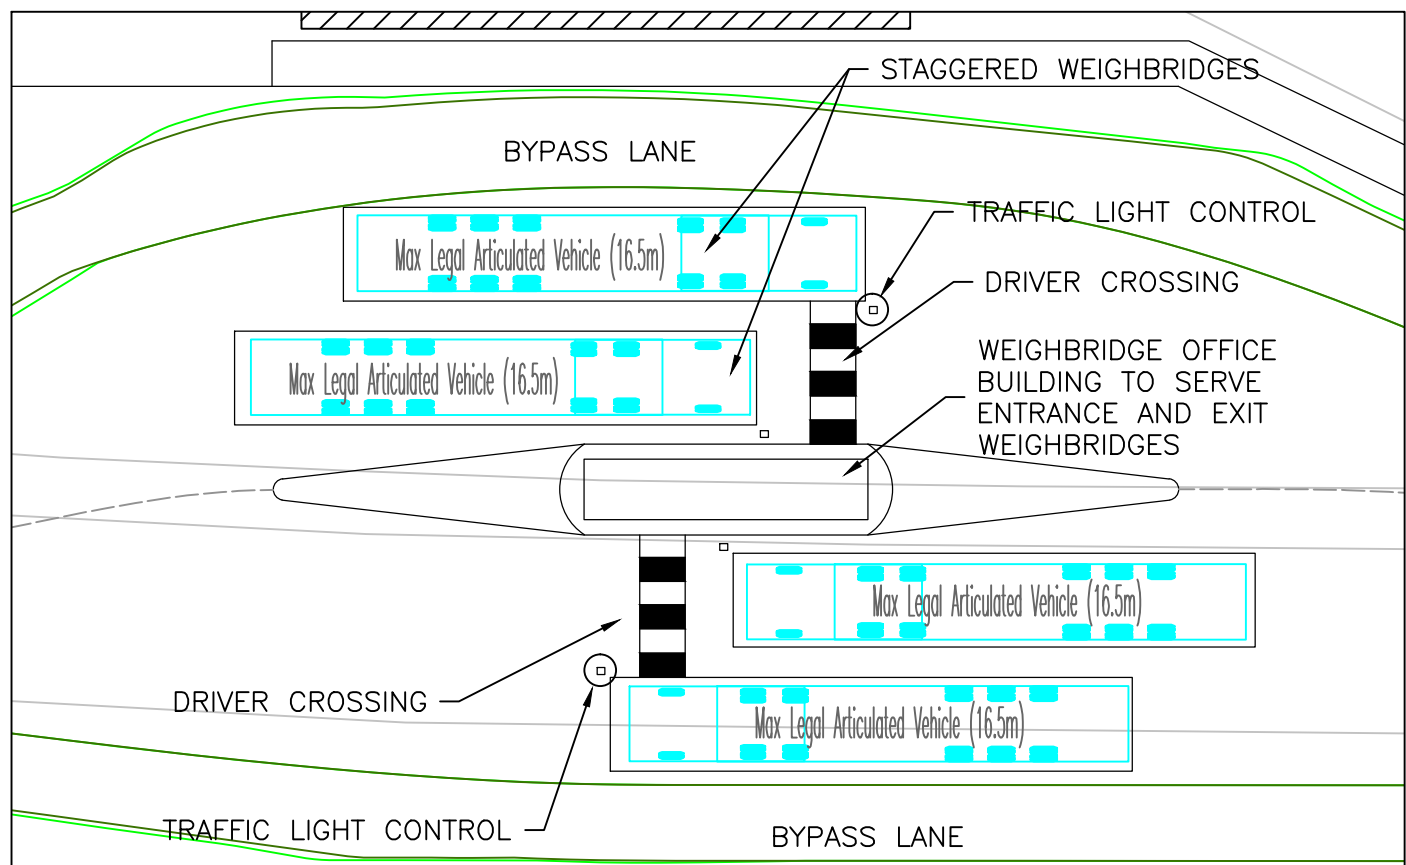 STAGGERED WEIGHBRIDGES
BYPASS LANE
TRAFFIC LIGHT CONTROL
Max Legal Articulated Vehicle (16.5m)
DRIVER CROSSING
WEIGHBRIDGE OFFICE
BUILDING TO SERVE
ENTRANCE AND EXIT
WEIGHBRIDGES
Max Legal Articulated Vehicle (16.5m)
Max Legal Articulated Vehicle (16.5m)
DRIVER CROSSING
Max Legal Articulated Vehicle (16.5m)
TRAFFIC LIGHT CONTROL
BYPASS LANE